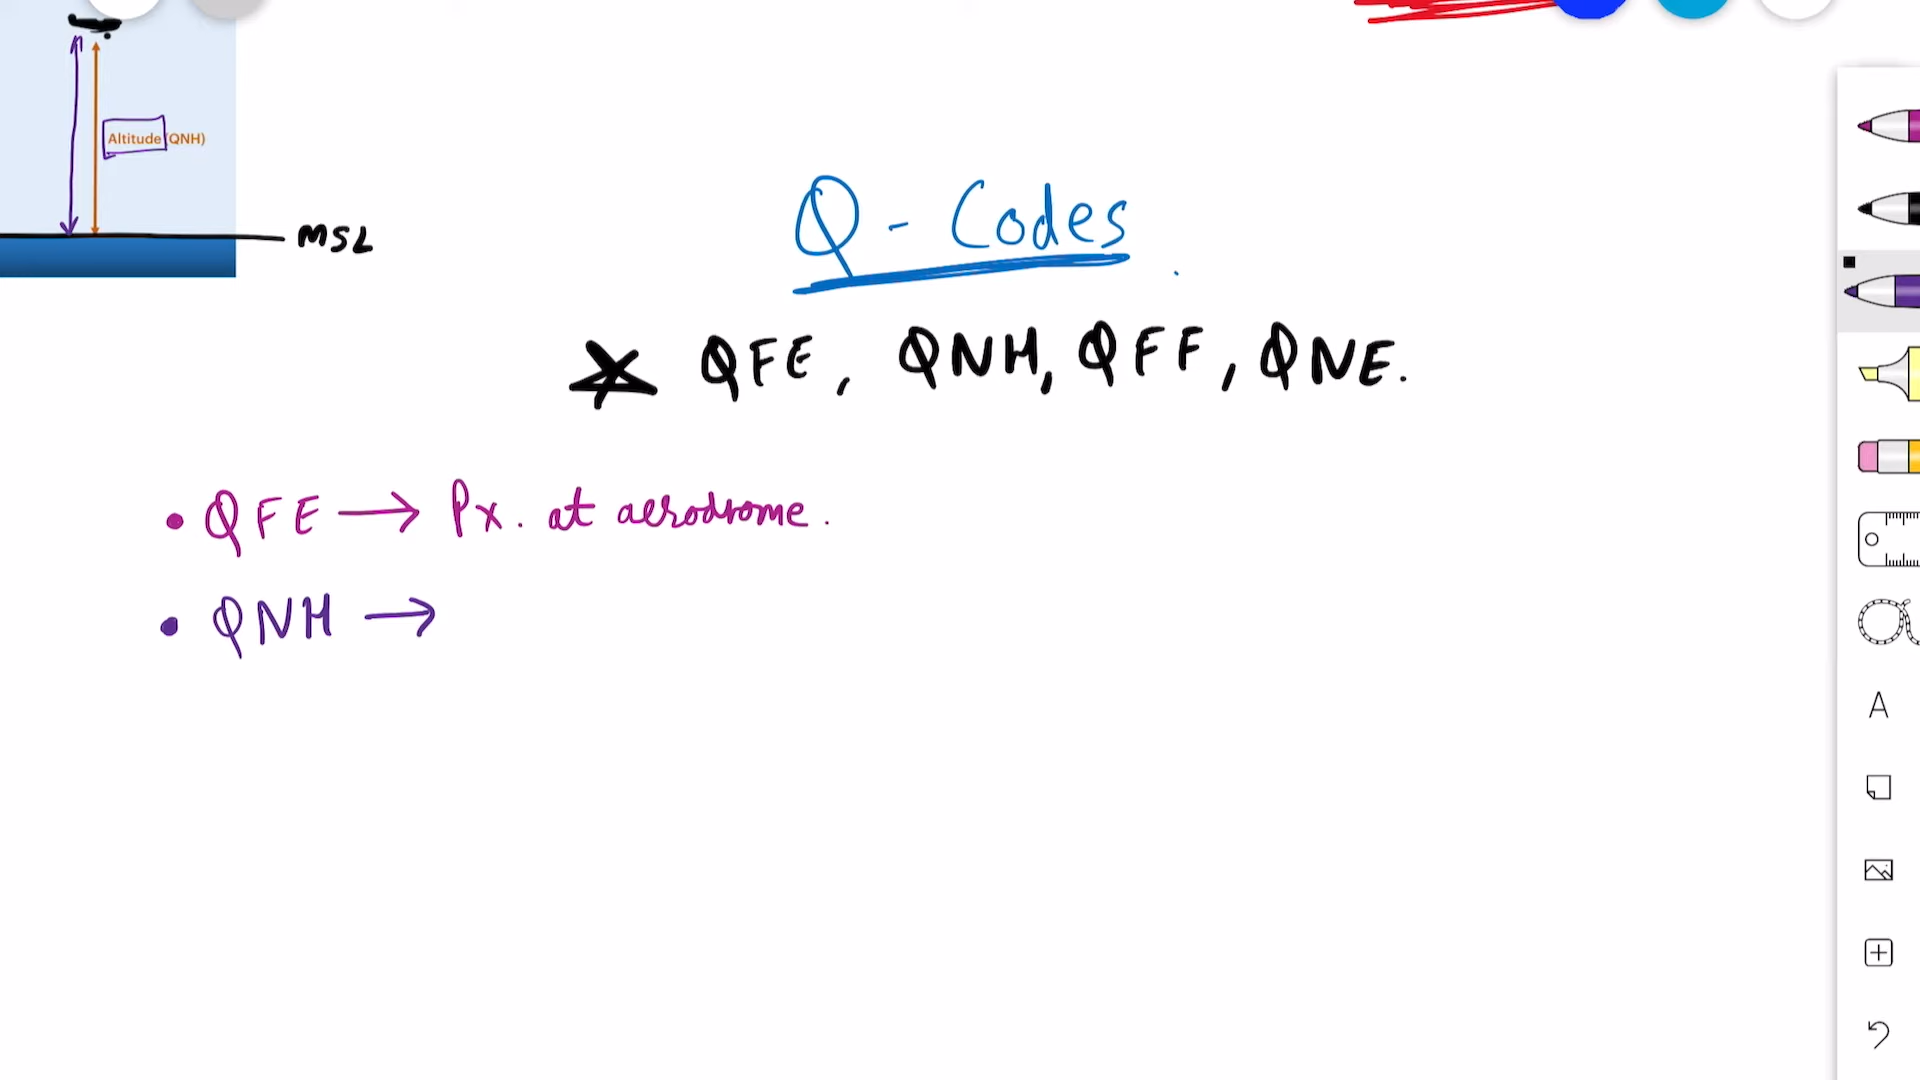 Altitude (QNH)
MSL
Q - Codes
QFE, QNH, QFF, QNE.
• QFE → Px. at aerodrome.
• QNH →
A